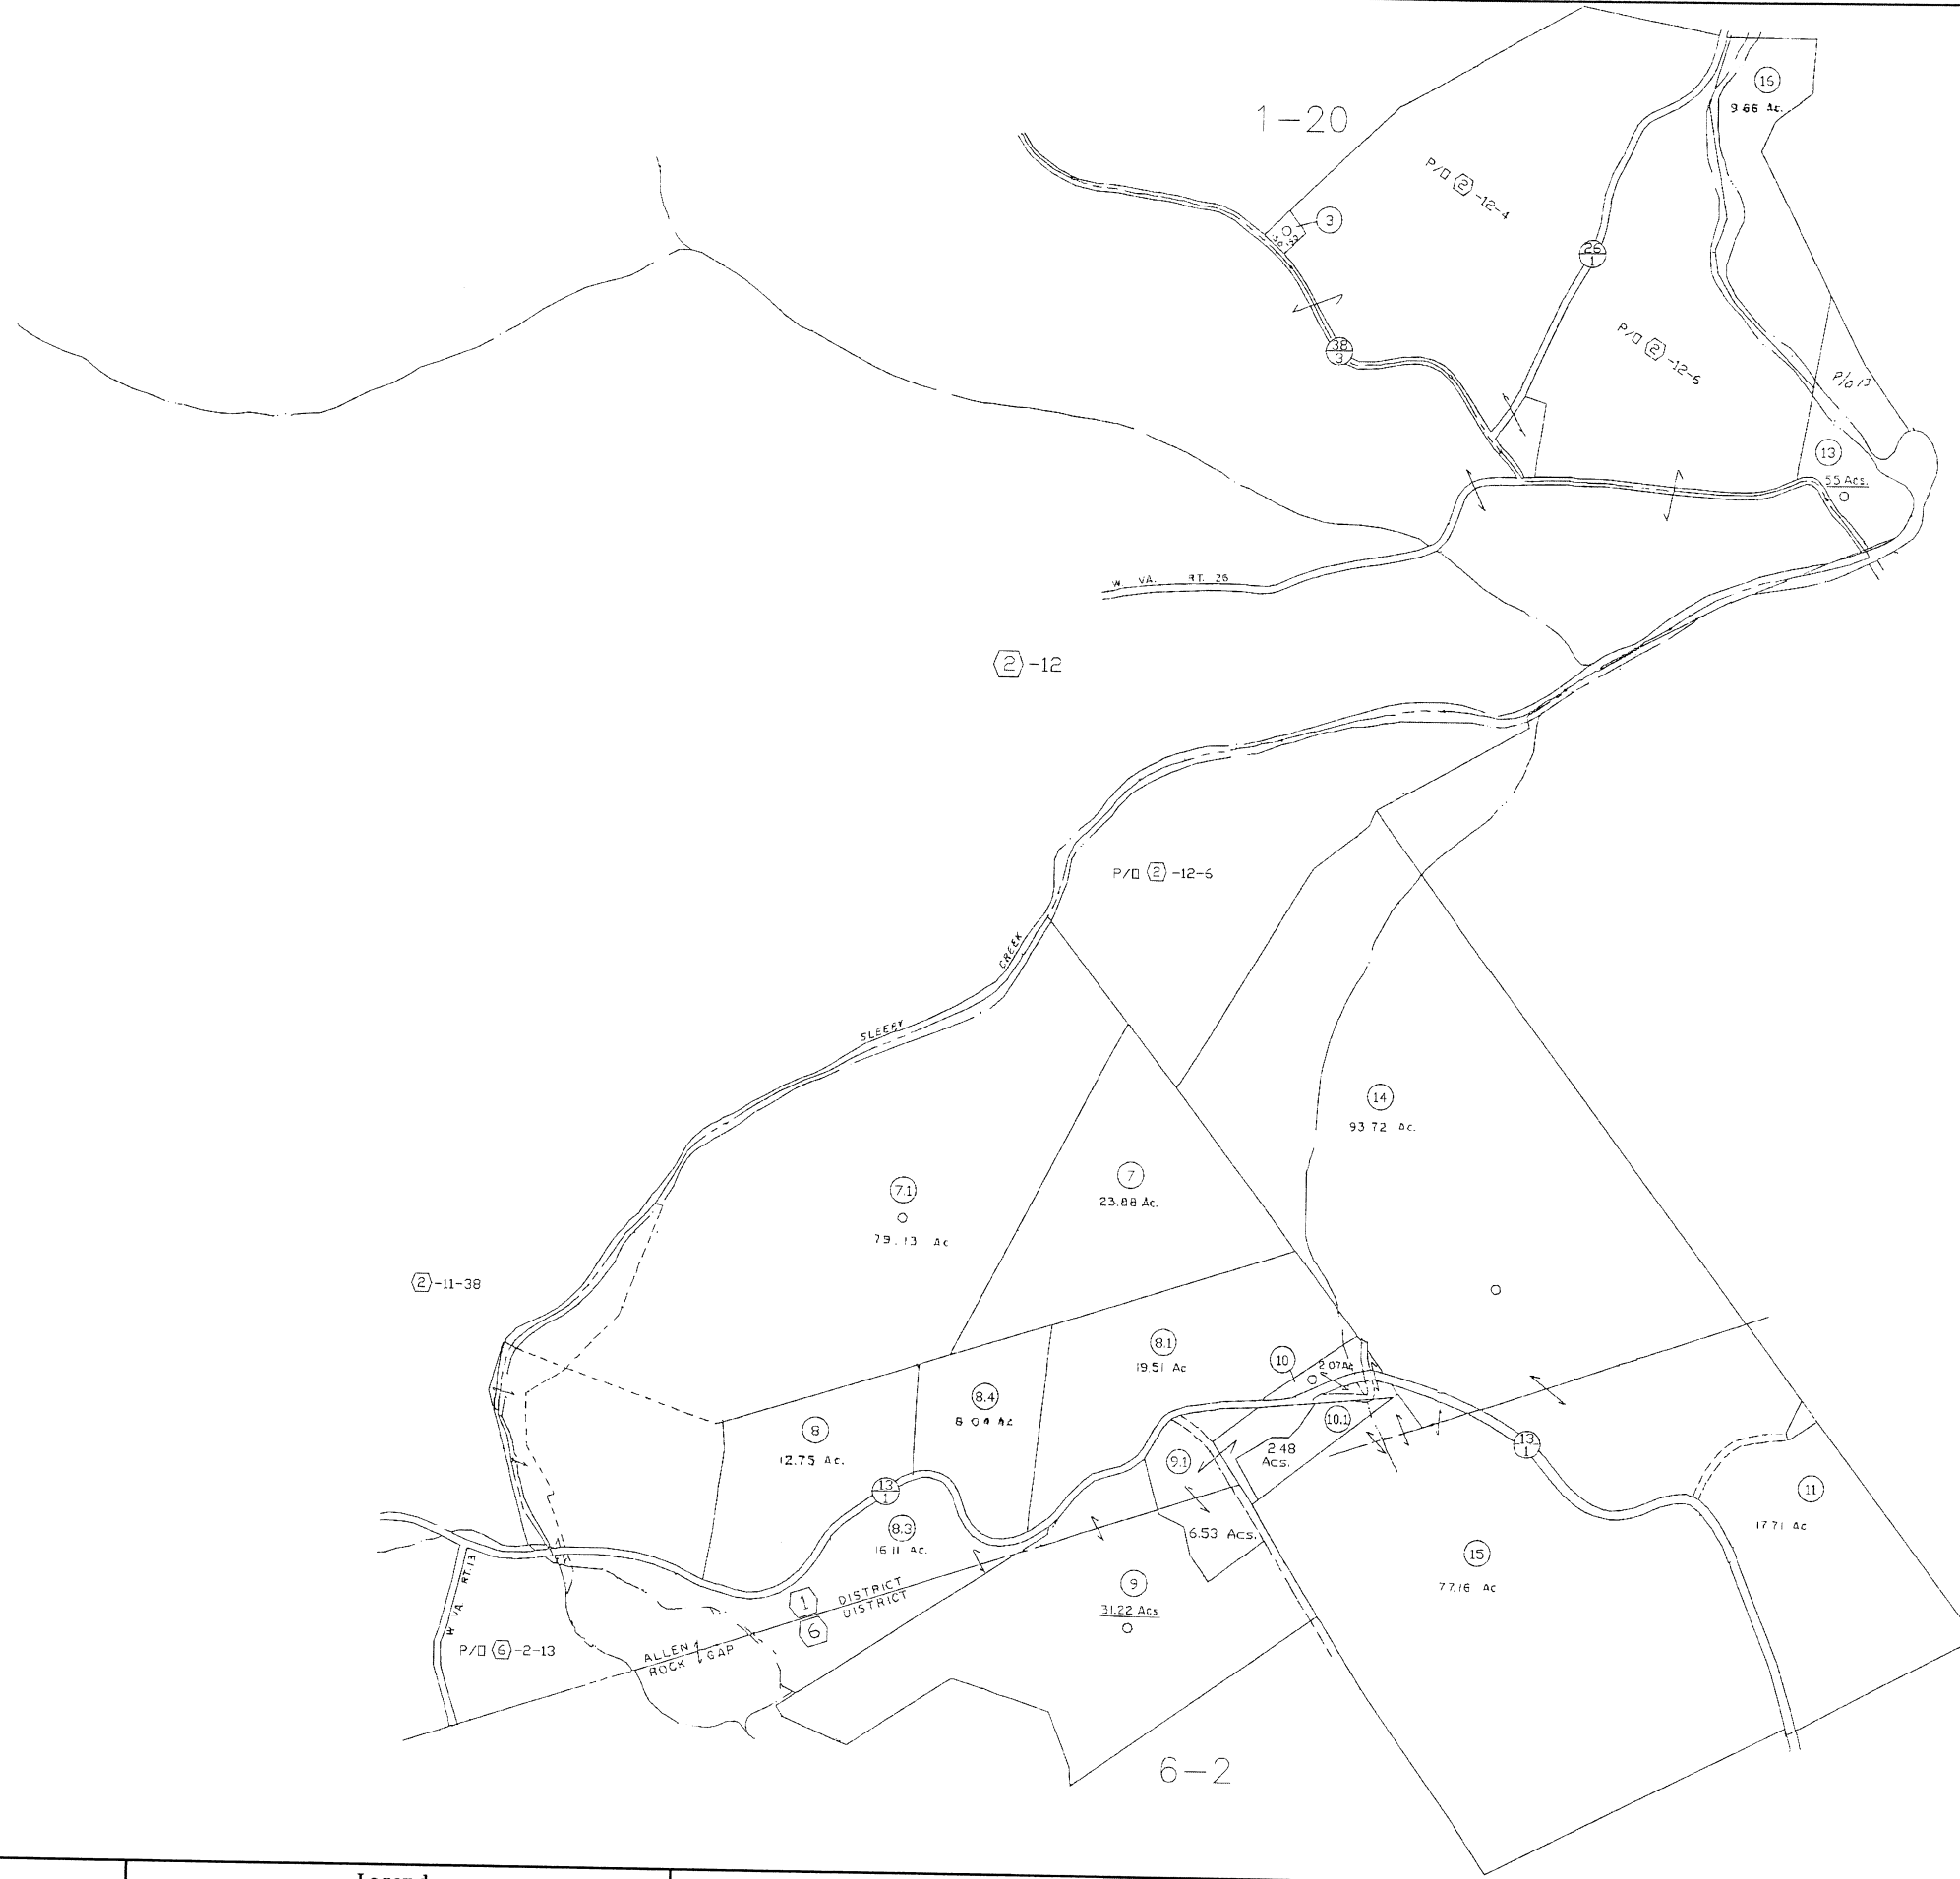 16
9.66 Ac.
1-20
P/O 2 -12-4
3
26
1
38
3
P/O 2 -12-6
P/O 13
13
55 Acs.
W. VA. RT. 26
2 -12
P/O 2 -12-6
CREEK
SLEEPY
14
93.72 Ac.
7
23.88 Ac.
7.1
79.13 Ac
2 -11-38
8.1
19.51 Ac
10
2.07 Ac
8.4
8.04 Ac
10.1
8
12.75 Ac.
2.48
Acs.
9.1
13
1
13
1
11
17.71 Ac
8.3
16.11 Ac.
6.53 Acs.
15
77.16 Ac
W VA RT.13
9
31.22 Acs
1 DISTRICT
6 DISTRICT
P/O 6 -2-13
ALLEN
ROCK GAP
6-2